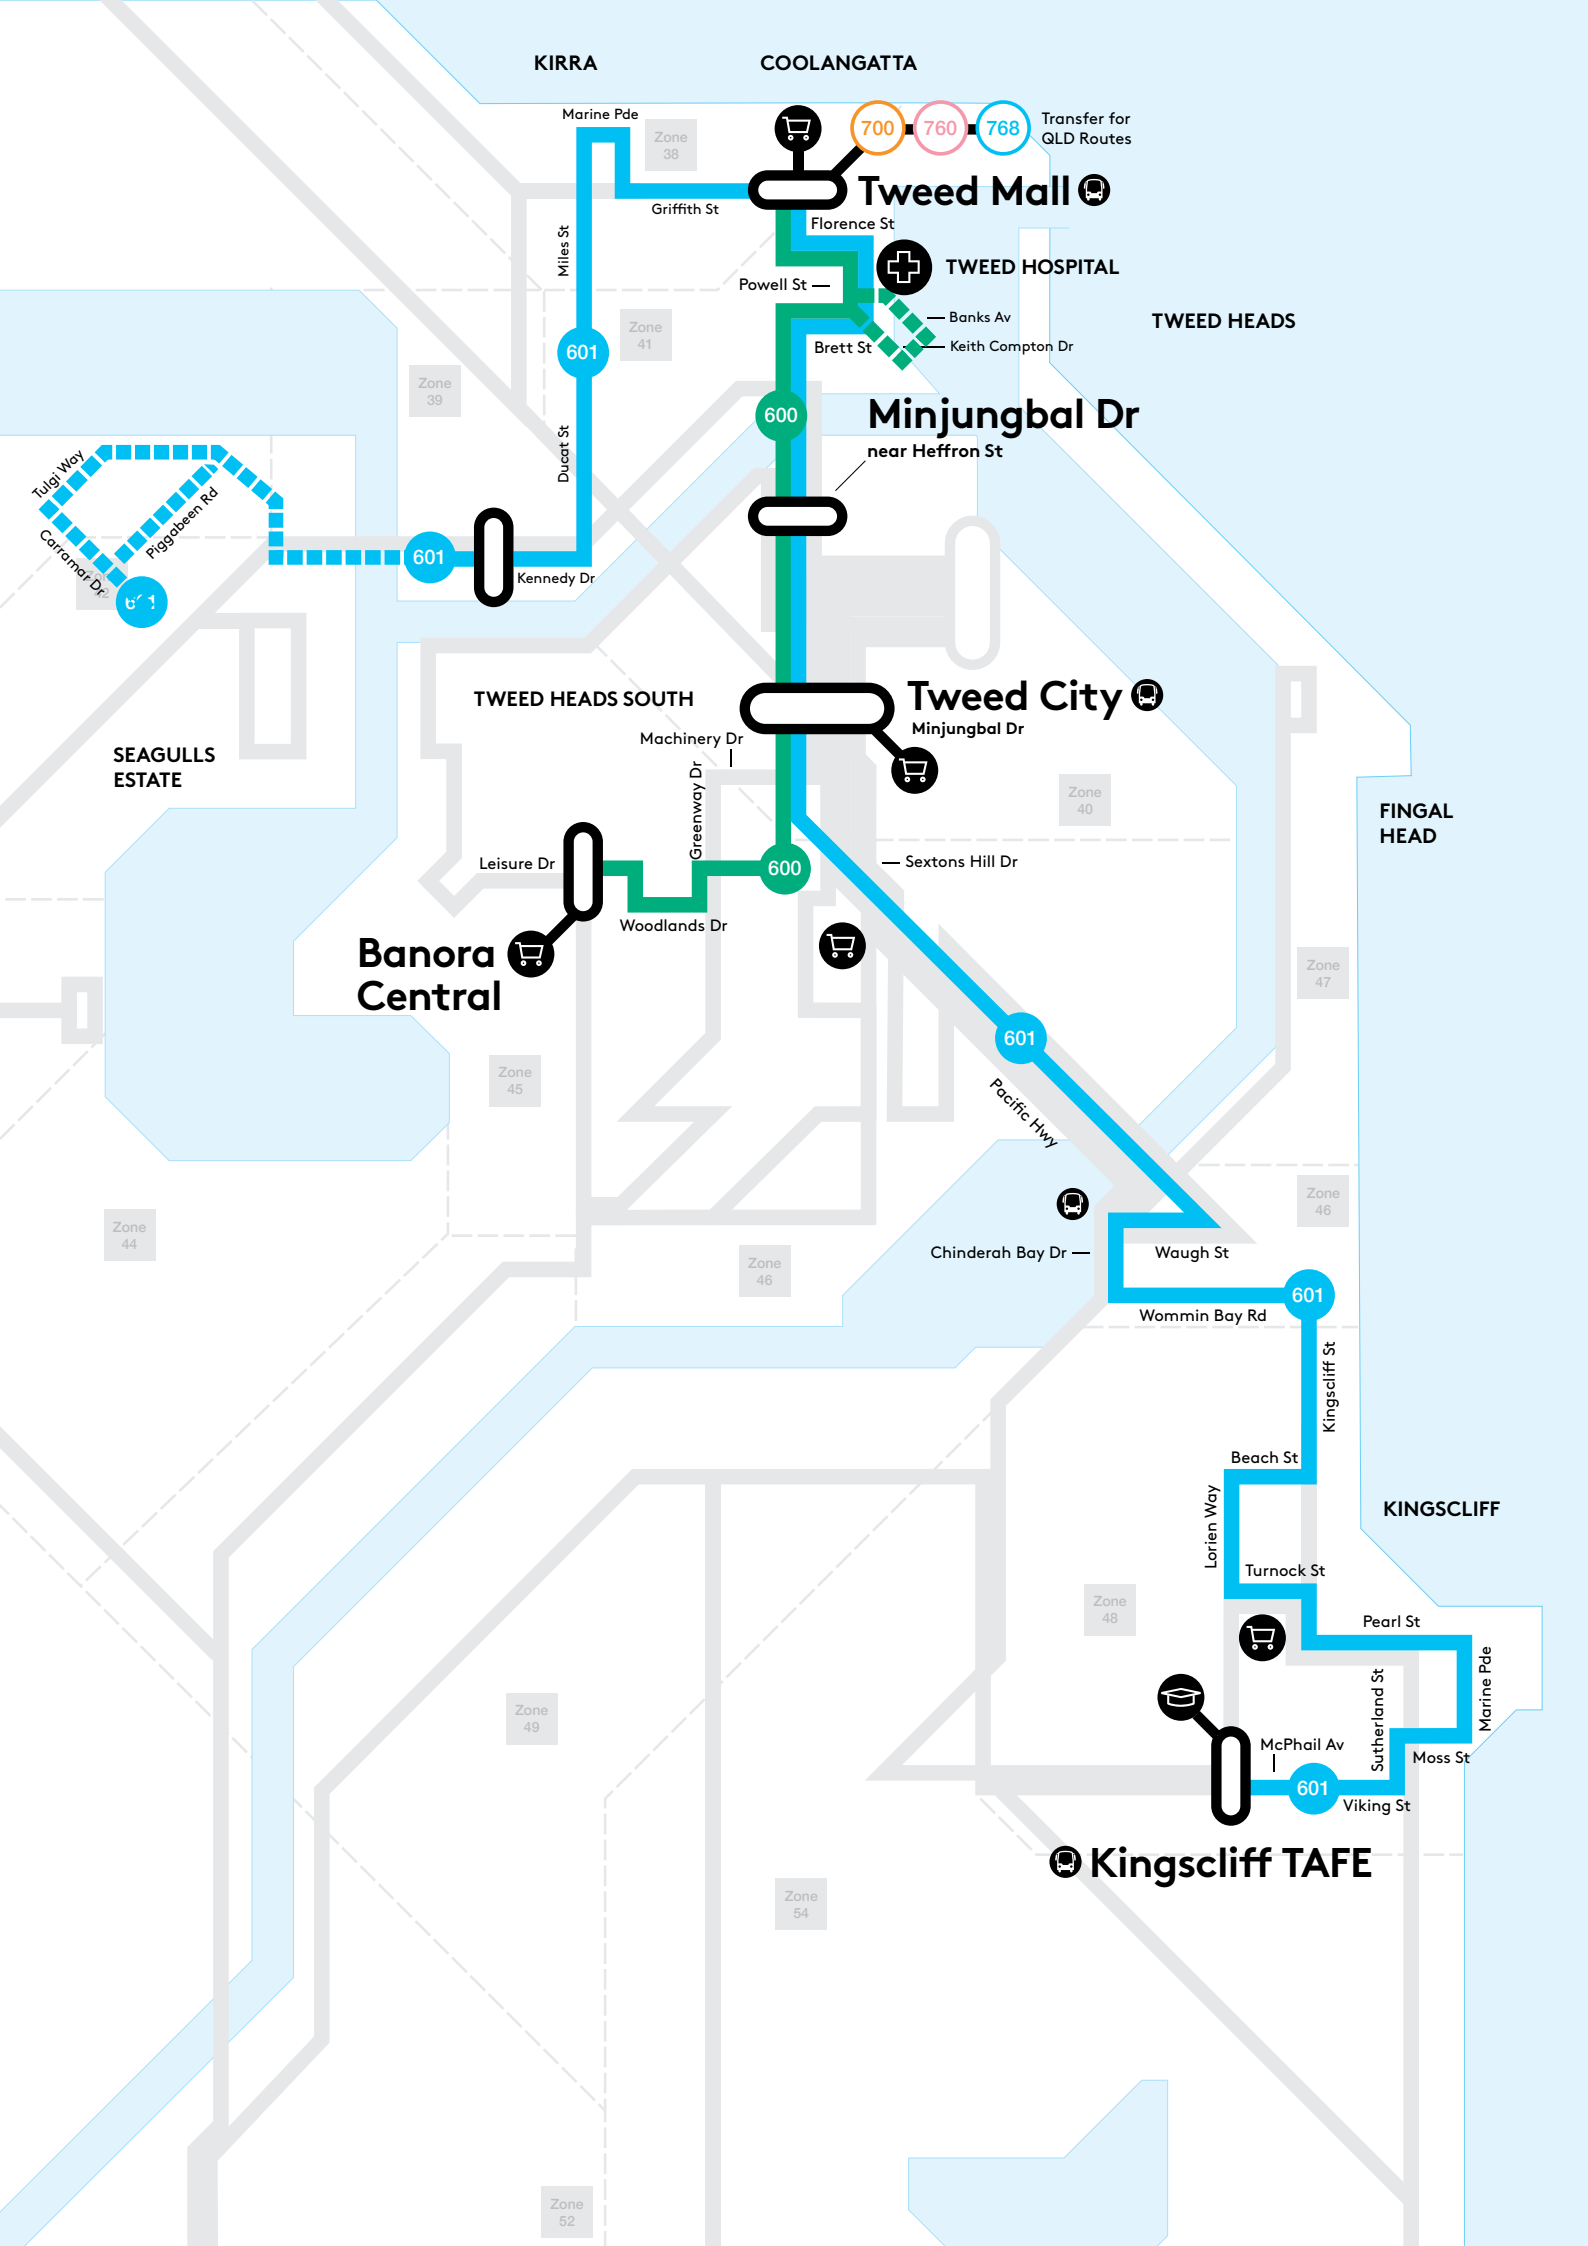 KIRRA
COOLANGATTA
Marine Pde
Zone
38
700
760
768
Transfer for
QLD Routes
Tweed Mall
Griffith St
Florence St
Miles St
TWEED HOSPITAL
Powell St
Banks Av
TWEED HEADS
Zone
41
Brett St
Keith Compton Dr
601
Zone
39
600
Minjungbal Dr
near Heffron St
Ducat St
Tulgi Way
Piggabeen Rd
Carramar Dr
601
Kennedy Dr
601
TWEED HEADS SOUTH
Tweed City
Minjungbal Dr
Machinery Dr
SEAGULLS
ESTATE
Greenway Dr
Zone
40
FINGAL
HEAD
Leisure Dr
600
Sextons Hill Dr
Woodlands Dr
Banora
Central
Zone
47
601
Zone
45
Pacific Hwy
Zone
46
Zone
44
Chinderah Bay Dr
Waugh St
Zone
46
601
Wommin Bay Rd
Kingscliff St
Beach St
Lorien Way
KINGSCLIFF
Turnock St
Zone
48
Pearl St
Marine Pde
Sutherland St
Zone
49
McPhail Av
Moss St
601
Viking St
Kingscliff TAFE
Zone
54
Zone
52